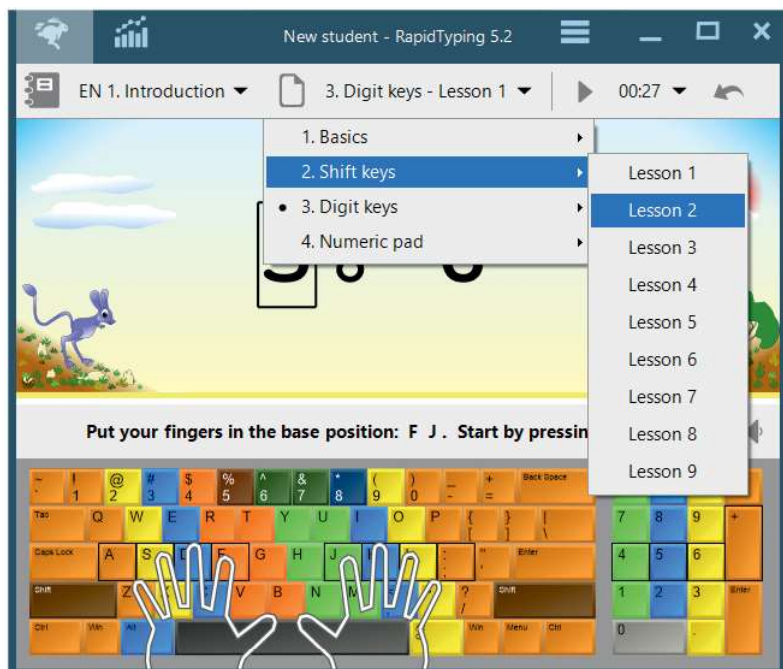 New student - RapidTyping 5.2
EN 1. Introduction
3. Digit keys - Lesson 1
00:27
1. Basics
2. Shift keys
• 3. Digit keys
4. Numeric pad
Lesson 1
Lesson 2
Lesson 3
Lesson 4
Lesson 5
Lesson 6
Lesson 7
Lesson 8
Lesson 9
Put your fingers in the base position: F J . Start by pressin
~ ! @ # $ % ^ & * ( ) _ + Back Space
` 1 2 3 4 5 6 7 8 9 0 - =
Tab Q W E R T Y U I O P { } |
[ ] \
7 8 9 +
Caps Lock A S D F G H J K : " Enter
; '
4 5 6
Shift Z V B N M ? Shift
/
1 2 3 Enter
Ctrl Win Alt Win Menu Ctrl
0 .